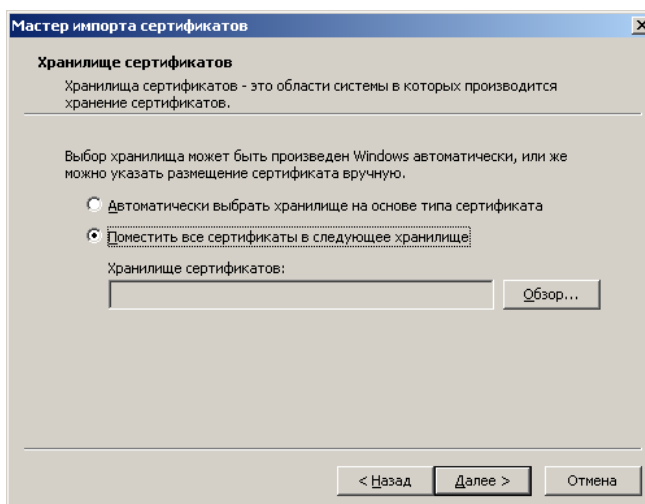 Мастер импорта сертификатов
Хранилище сертификатов
Хранилища сертификатов - это области системы в которых производится
хранение сертификатов.
Выбор хранилища может быть произведен Windows автоматически, или же
можно указать размещение сертификата вручную.
Автоматически выбрать хранилище на основе типа сертификата
Поместить все сертификаты в следующее хранилище
Хранилище сертификатов:
Обзор...
< Назад Далее > Отмена